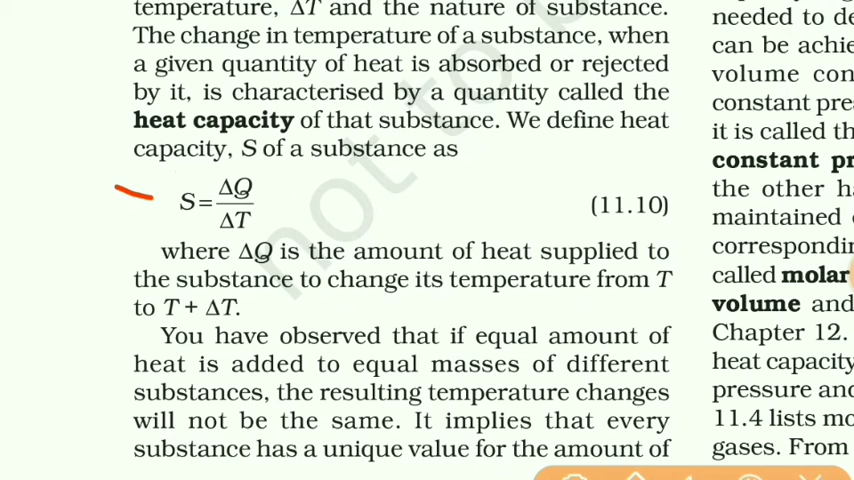 temperature, ΔT and the nature of substance.
The change in temperature of a substance, when
a given quantity of heat is absorbed or rejected
by it, is characterised by a quantity called the
heat capacity of that substance. We define heat
capacity, S of a substance as
S = ΔQ/ΔT (11.10)
where ΔQ is the amount of heat supplied to
the substance to change its temperature from T
to T + ΔT.
You have observed that if equal amount of
heat is added to equal masses of different
substances, the resulting temperature changes
will not be the same. It implies that every
substance has a unique value for the amount of
needed to de
can be achie
volume con
constant pre
it is called th
constant pr
the other h
maintained
correspondin
called molar
volume and
Chapter 12.
heat capacity
pressure and
11.4 lists mo
gases. From
not to b